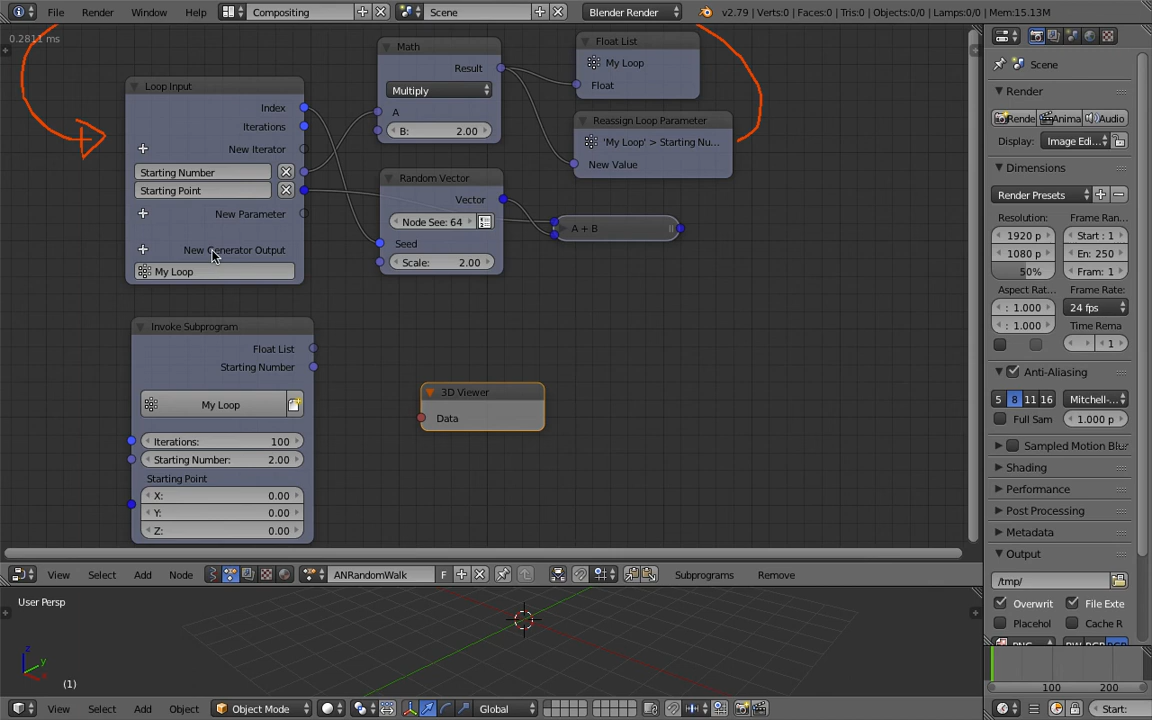 File Render Window Help Compositing Scene Blender Render v2.79 | Verts:0 | Faces:0 | Tris:0 | Objects:0/0 | Lamps:0/0 | Mem:15.13M
0.2811 ms
Loop Input
Index
Iterations
New Iterator
Starting Number
Starting Point
New Parameter
New Generator Output
My Loop
Math
Result
Multiply
A
B: 2.00
Float List
My Loop
Float
Reassign Loop Parameter
'My Loop' > Starting Nu...
New Value
Random Vector
Vector
Node See: 64
Seed
Scale: 2.00
A + B
Invoke Subprogram
Float List
Starting Number
My Loop
Iterations: 100
Starting Number: 2.00
Starting Point
X: 0.00
Y: 0.00
Z: 0.00
3D Viewer
Data
View Select Add Node ANRandomWalk F Subprograms Remove
User Persp
z
y
(1)
View Select Add Object Object Mode Global
Scene
Render
Rende Anima Audio
Display: Image Edi...
Dimensions
Render Presets
Resolution: Frame Ran...
1920 p Start : 1
1080 p En: 250
50% Fram: 1
Aspect Rat... Frame Rate:
: 1.000 24 fps
: 1.000 Time Rema
1
Anti-Aliasing
5 8 11 16 Mitchell-...
Full Sam 1.000 p
Sampled Motion Blur
Shading
Performance
Post Processing
Metadata
Output
/tmp/
Overwrit File Exte
Placehol Cache R
100 200
Start: